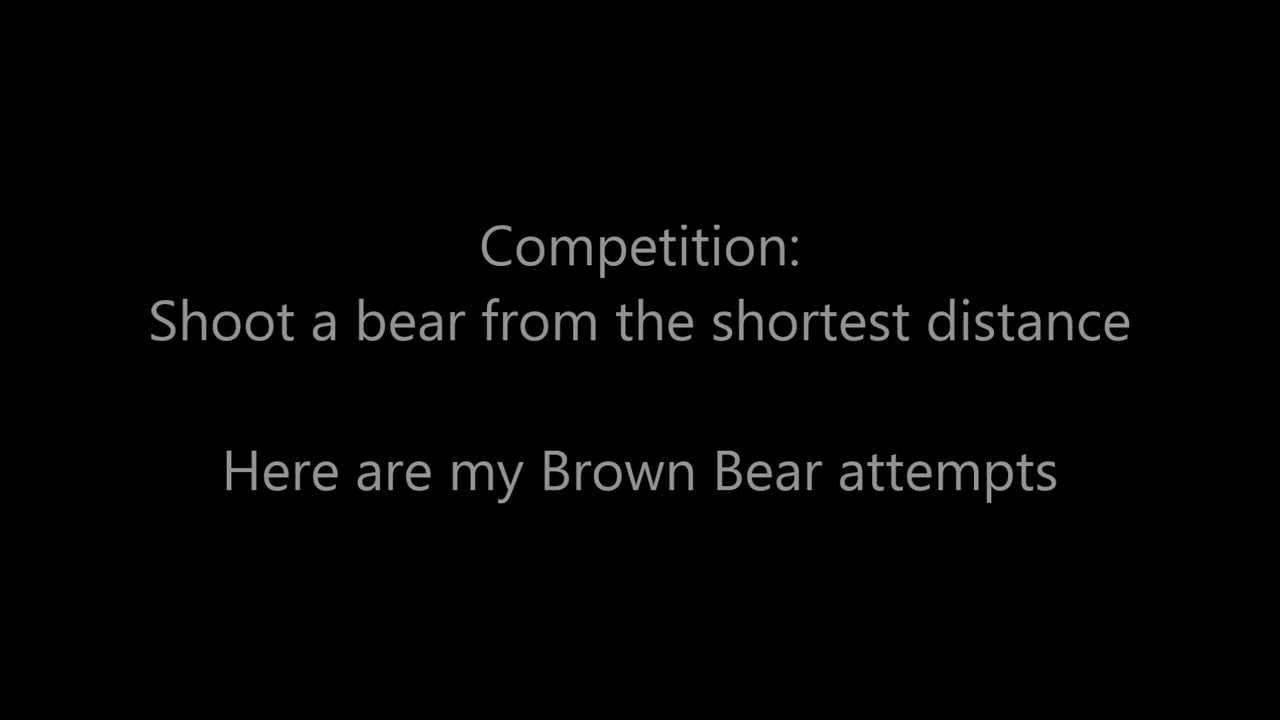 Competition:
Shoot a bear from the shortest distance
Here are my Brown Bear attempts